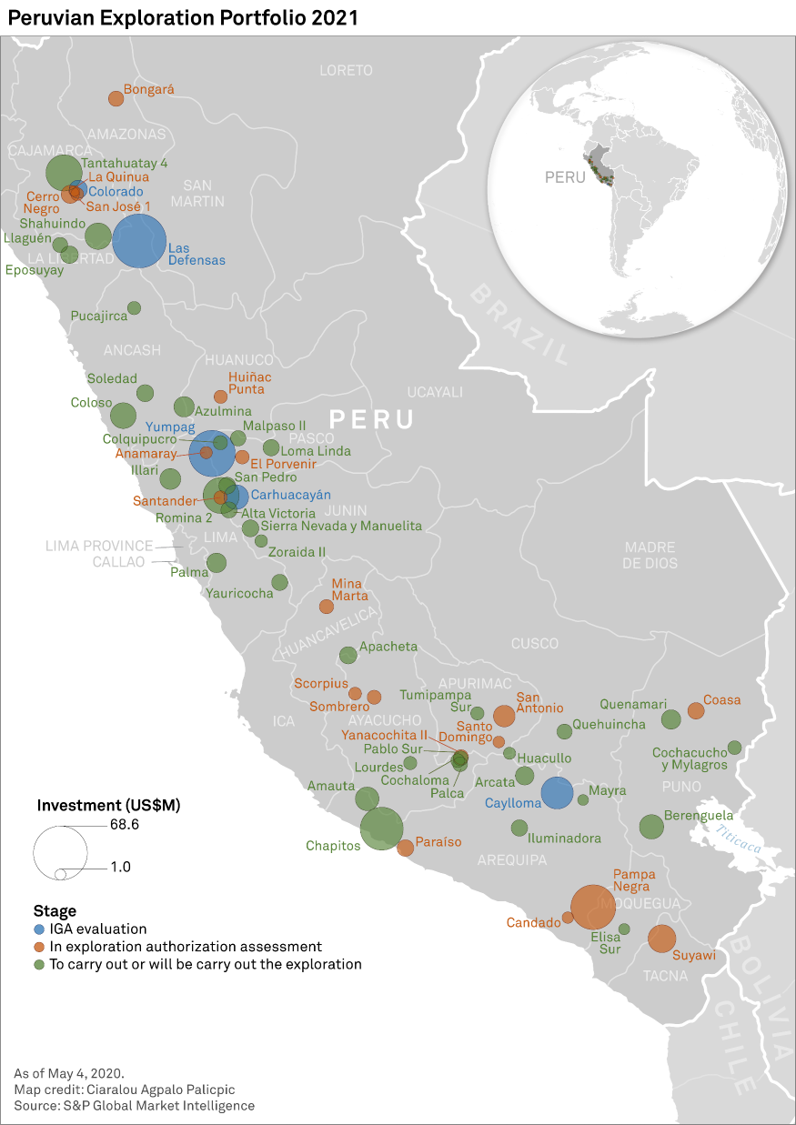 Peruvian Exploration Portfolio 2021
LORETO
Bongará
AMAZONAS
CAJAMARCA
Tantahuatay 4
La Quinua
Colorado
Cerro
Negro
San José 1
SAN
MARTIN
PERU
Shahuindo
Llaguén
LA LIBERTAD
Eposuyay
Las
Defensas
BRAZIL
Pucajirca
ANCASH
HUANUCO
Soledad
Huiñac
Punta
UCAYALI
Coloso
Azulmina
PERU
Yumpag
Malpaso II
Colquipucro
PASCO
Anamaray
Loma Linda
El Porvenir
Illari
San Pedro
Santander
Carhuacayán
Romina 2
Alta Victoria
JUNIN
Sierra Nevada y Manuelita
LIMA
LIMA PROVINCE
CALLAO
Zoraida II
MADRE
DE DIOS
Palma
Yauricocha
Mina
Marta
HUANCAVELICA
CUSCO
Apacheta
Scorpius
Sombrero
APURIMAC
Tumipampa
Sur
San
Antonio
Quenamari
Coasa
ICA
AYACUCHO
Santo
Domingo
Quehuincha
Yanacochita II
Pablo Sur
Huacullo
Cochacucho
y Mylagros
Lourdes
Cochaloma
Palca
Arcata
PUNO
Amauta
Caylloma
Mayra
Berenguela
Titicaca
Chapitos
Paraíso
Iluminadora
AREQUIPA
Pampa
Negra
MOQUEGUA
Candado
Elisa
Sur
Suyawi
TACNA
BOLIVIA
CHILE
Investment (US$M)
68.6
1.0
Stage
IGA evaluation
In exploration authorization assessment
To carry out or will be carry out the exploration
As of May 4, 2020.
Map credit: Ciaralou Agpalo Palicpic
Source: S&P Global Market Intelligence